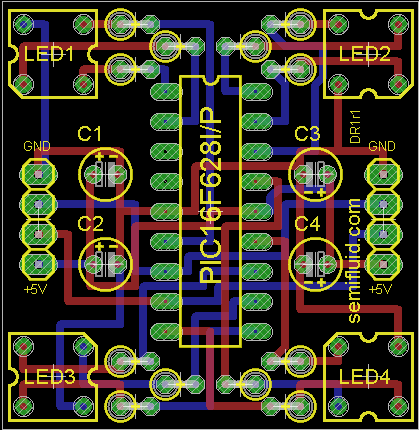 LED1
LED2
C1
C3
DR1r1
GND
GND
PIC16F628I/P
C2
C4
+5V
+5V
semifluid.com
LED3
LED4